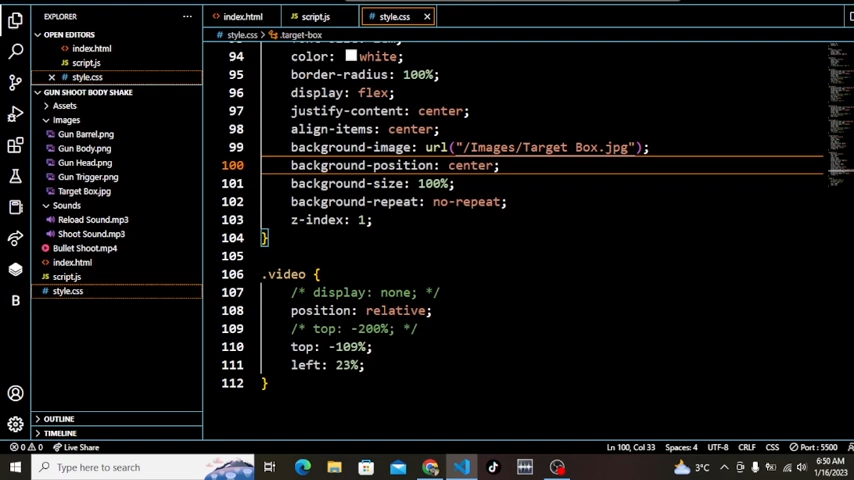 EXPLORER
···
index.html
JS script.js
# style.css ×
# style.css > .target-box
OPEN EDITORS
<> index.html
JS script.js
× # style.css
GUN SHOOT BODY SHAKE
> Assets
Images
Gun Barrel.png
Gun Body.png
Gun Head.png
Gun Trigger.png
Target Box.jpg
Sounds
Reload Sound.mp3
Shoot Sound.mp3
Bullet Shoot.mp4
<> index.html
JS script.js
# style.css
> OUTLINE
> TIMELINE
94 color: white;
95 border-radius: 100%;
96 display: flex;
97 justify-content: center;
98 align-items: center;
99 background-image: url("/Images/Target Box.jpg");
100 background-position: center;
101 background-size: 100%;
102 background-repeat: no-repeat;
103 z-index: 1;
104 }
105
106 .video {
107 /* display: none; */
108 position: relative;
109 /* top: -200%; */
110 top: -109%;
111 left: 23%;
112 }
B
0 0 Live Share
Ln 100, Col 33 Spaces: 4 UTF-8 CRLF CSS Port : 5500
Type here to search
3°C
6:50 AM
1/16/2023